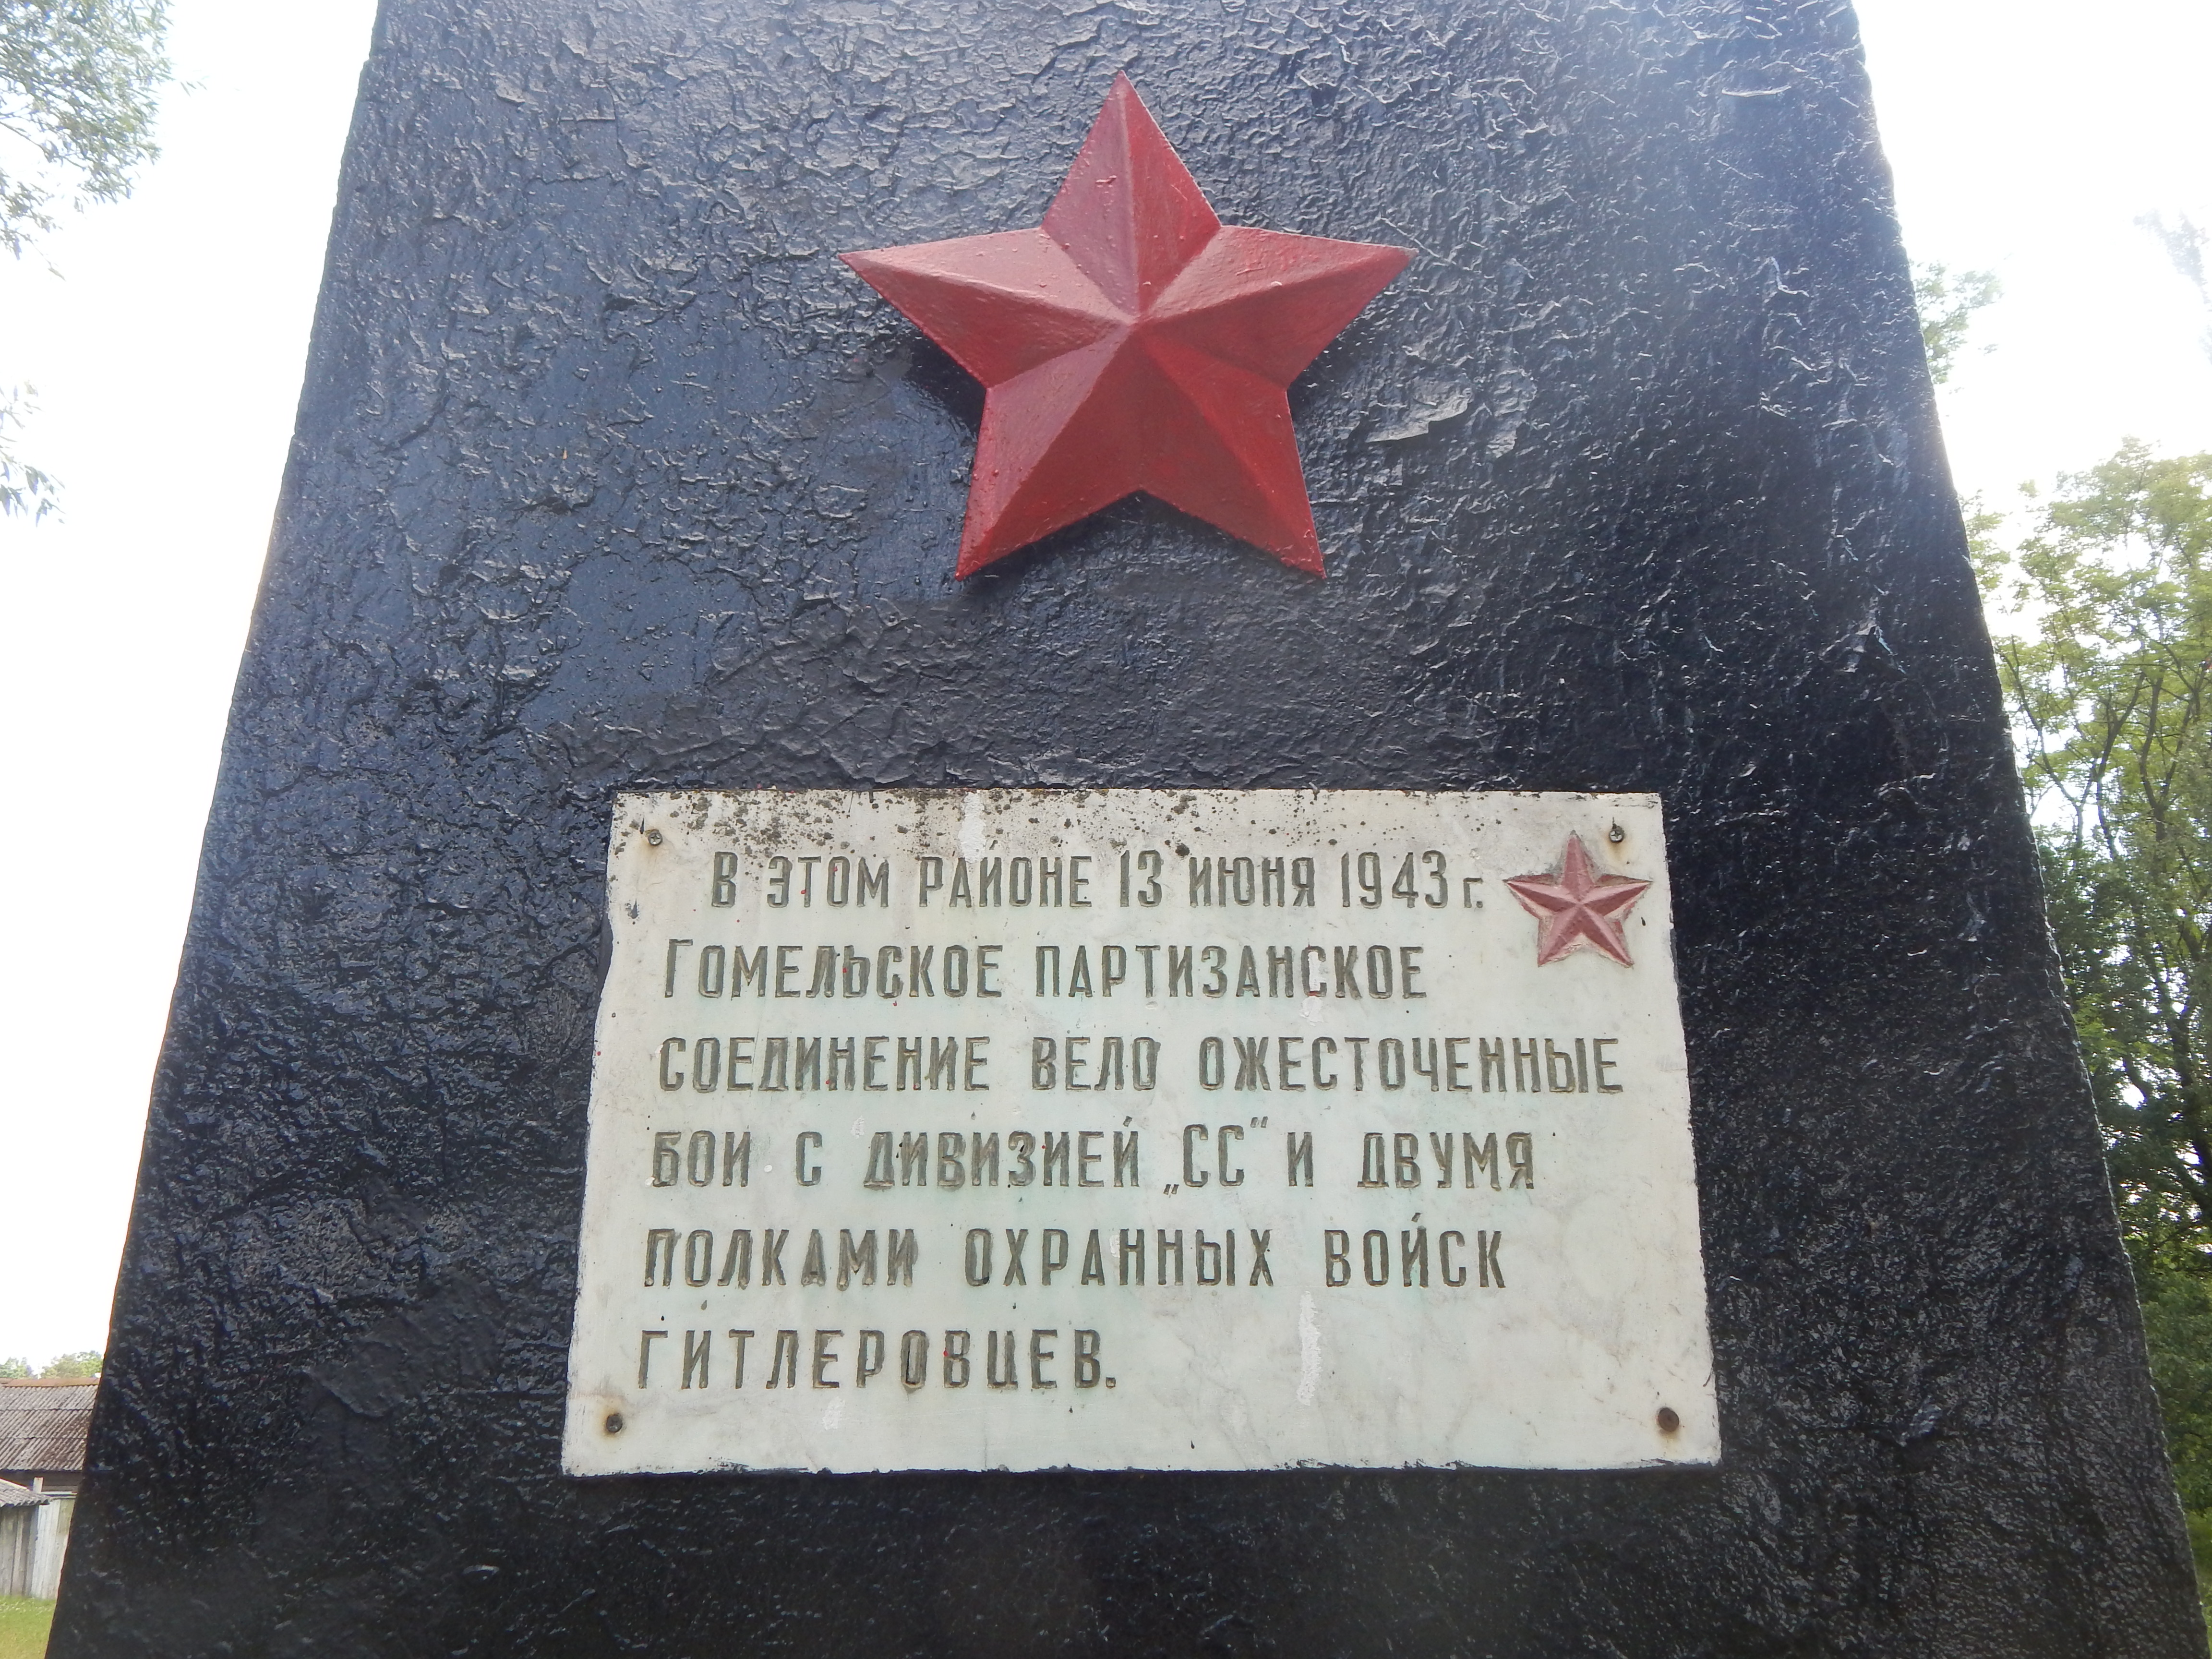 В ЭТОМ РАЙОНЕ 13 ИЮНЯ 1943 г.
ГОМЕЛЬСКОЕ ПАРТИЗАНСКОЕ
СОЕДИНЕНИЕ ВЕЛО ОЖЕСТОЧЕННЫЕ
БОИ С ДИВИЗИЕЙ „СС“ И ДВУМЯ
ПОЛКАМИ ОХРАННЫХ ВОЙСК
ГИТЛЕРОВЦЕВ.